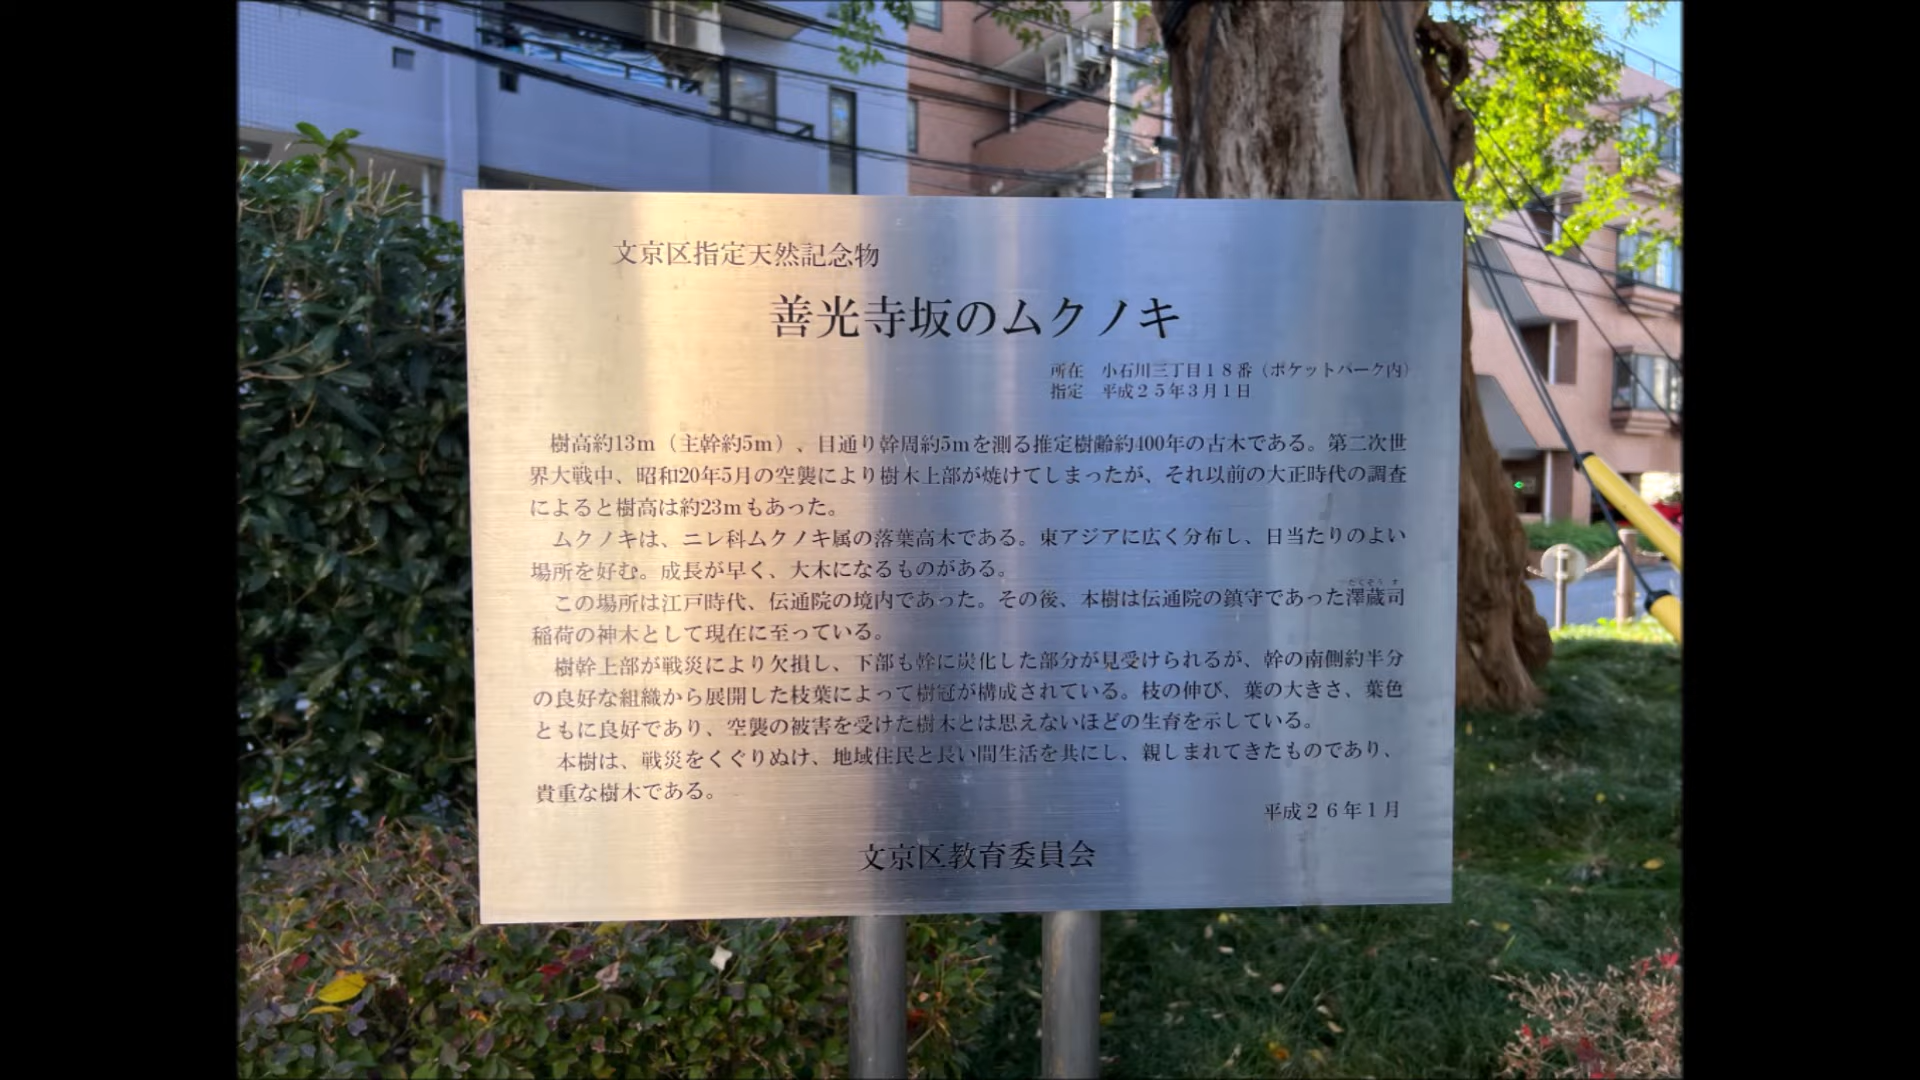 文京区指定天然記念物
善光寺坂のムクノキ
所在 小石川三丁目18番(ポケットパーク内)
指定 平成25年3月1日
樹高約13m(主幹約5m)、目通り幹周約5mを測る推定樹齢約400年の古木である。第二次世
界大戦中、昭和20年5月の空襲により樹木上部が焼けてしまったが、それ以前の大正時代の調査
によると樹高は約23mもあった。
ムクノキは、ニレ科ムクノキ属の落葉高木である。東アジアに広く分布し、日当たりのよい
場所を好む。成長が早く、大木になるものがある。
たくぞうす
この場所は江戸時代、伝通院の境内であった。その後、本樹は伝通院の鎮守であった澤蔵司
稲荷の神木として現在に至っている。
樹幹上部が戦災により欠損し、下部も幹に炭化した部分が見受けられるが、幹の南側約半分
の良好な組織から展開した枝葉によって樹冠が構成されている。枝の伸び、葉の大きさ、葉色
ともに良好であり、空襲の被害を受けた樹木とは思えないほどの生育を示している。
本樹は、戦災をくぐりぬけ、地域住民と長い間生活を共にし、親しまれてきたものであり、
貴重な樹木である。
平成26年1月
文京区教育委員会